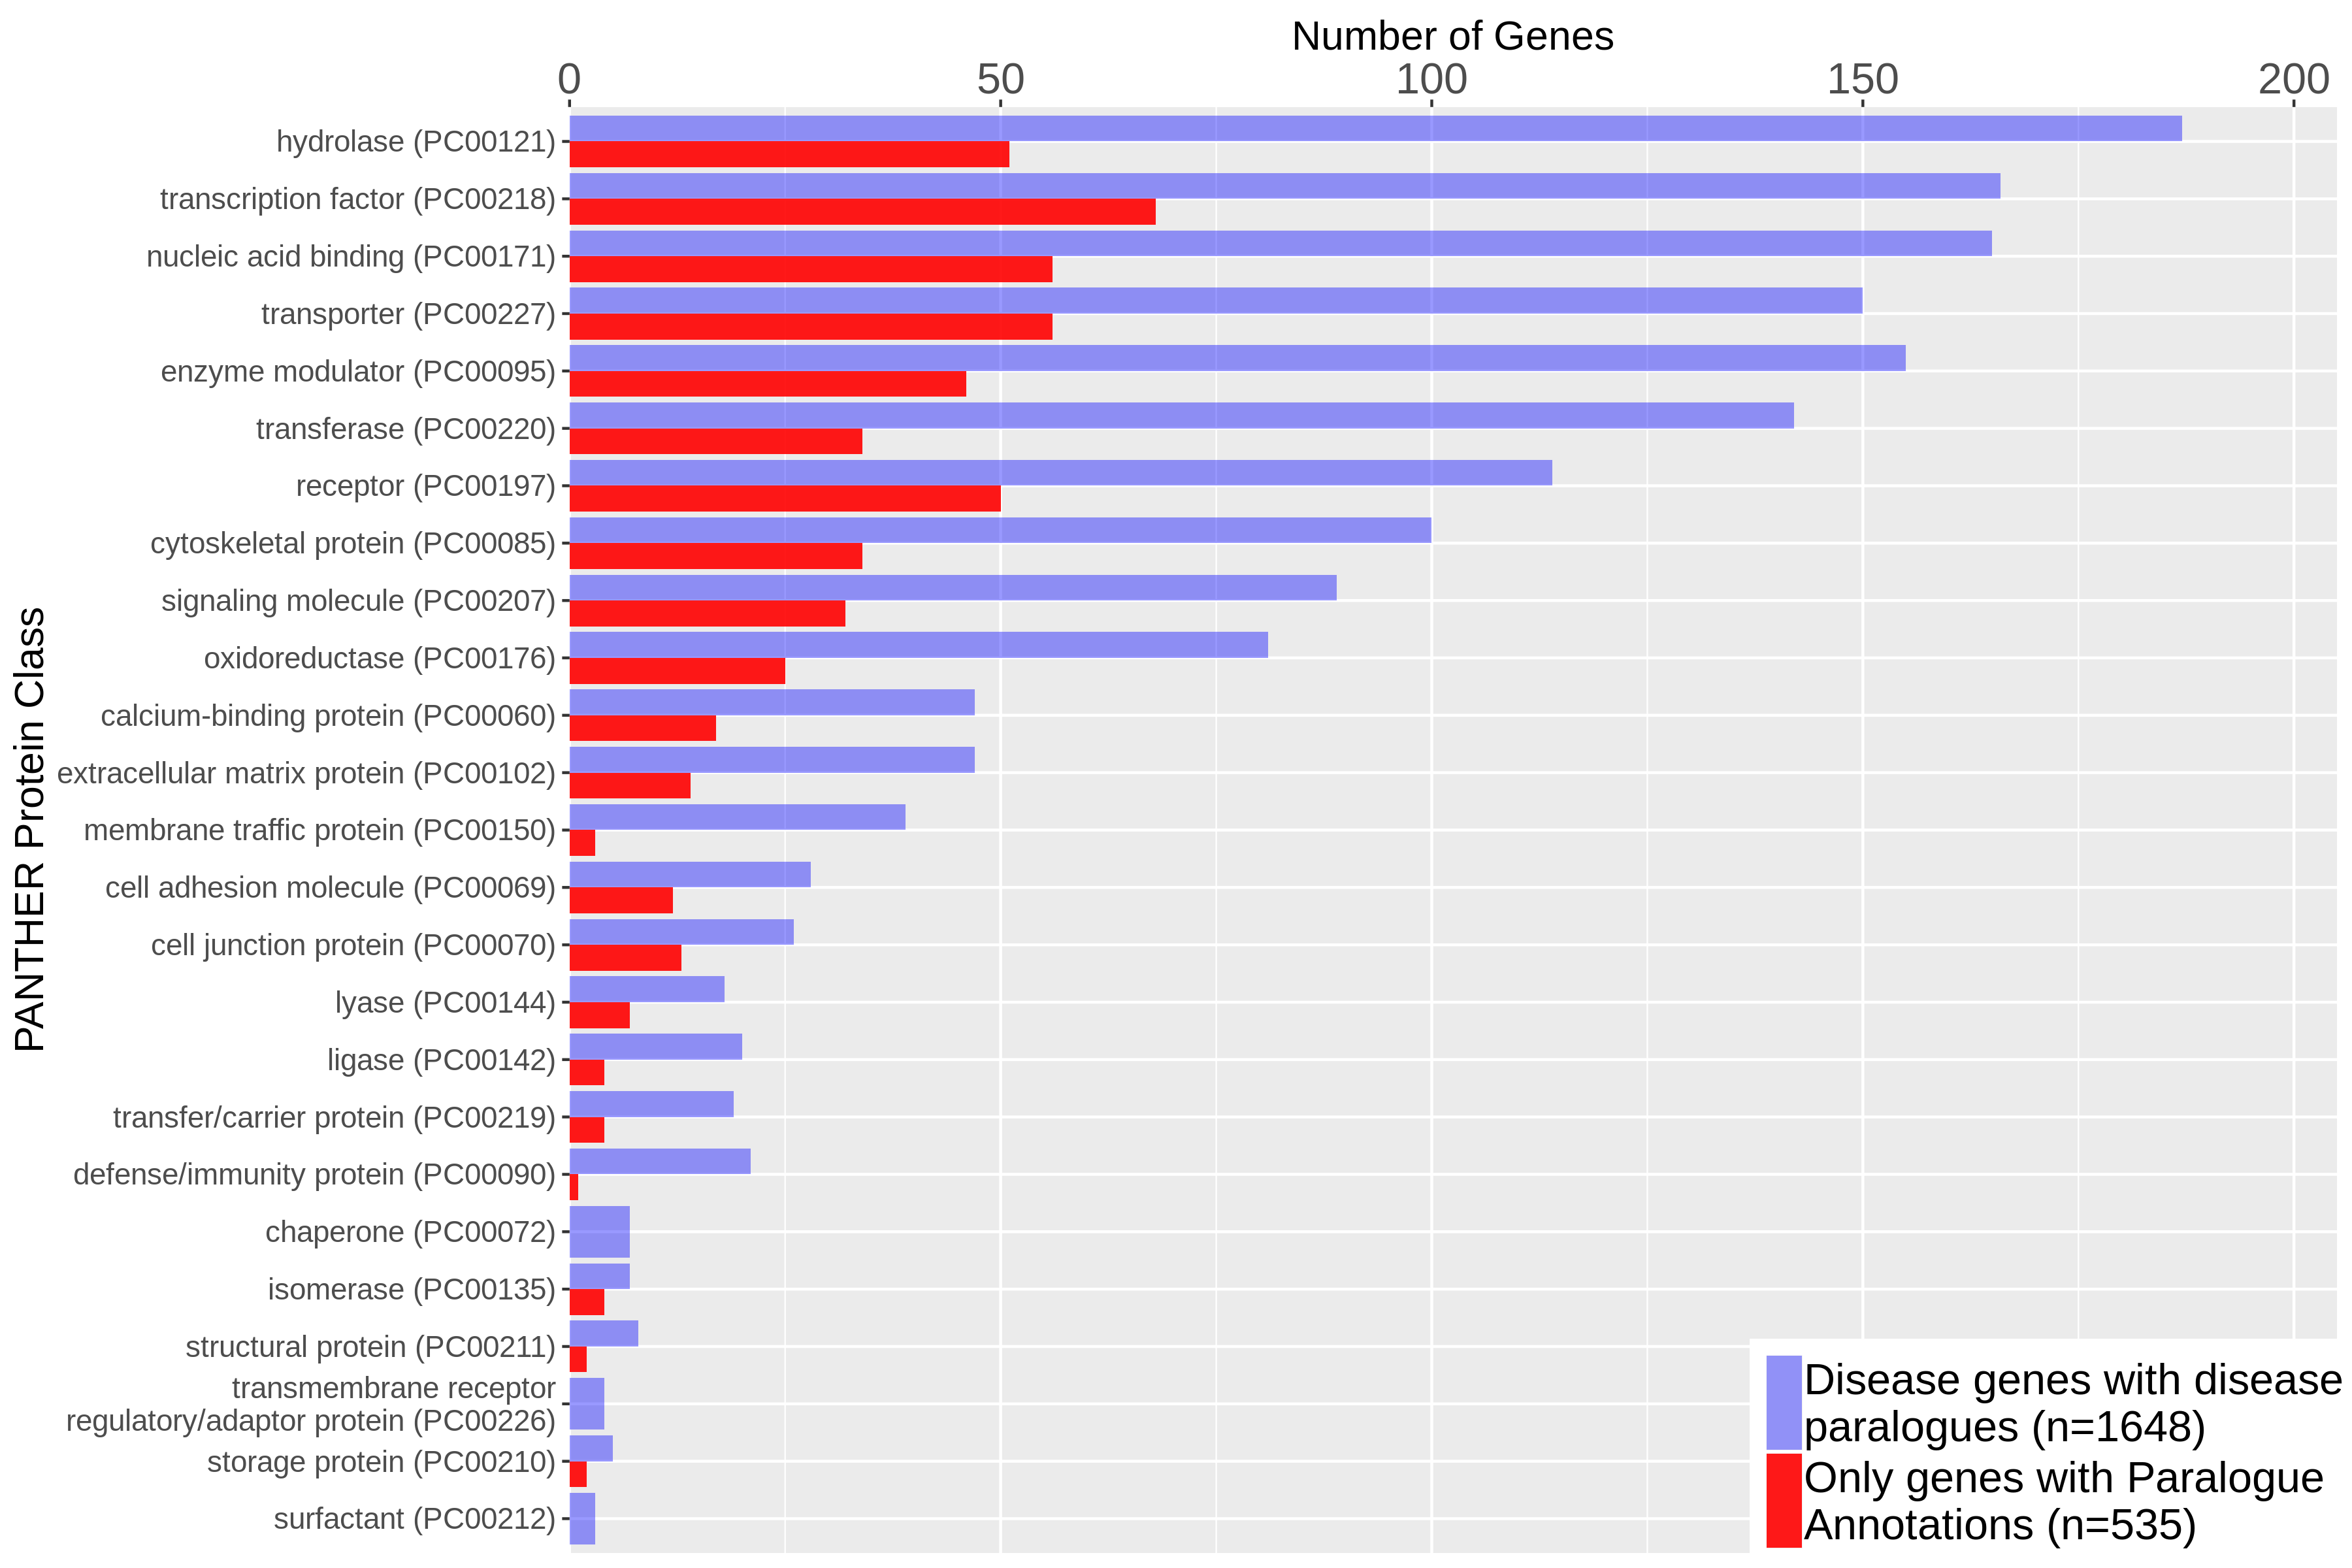 Number of Genes
0 50 100 150 200
PANTHER Protein Class
hydrolase (PC00121)
transcription factor (PC00218)
nucleic acid binding (PC00171)
transporter (PC00227)
enzyme modulator (PC00095)
transferase (PC00220)
receptor (PC00197)
cytoskeletal protein (PC00085)
signaling molecule (PC00207)
oxidoreductase (PC00176)
calcium-binding protein (PC00060)
extracellular matrix protein (PC00102)
membrane traffic protein (PC00150)
cell adhesion molecule (PC00069)
cell junction protein (PC00070)
lyase (PC00144)
ligase (PC00142)
transfer/carrier protein (PC00219)
defense/immunity protein (PC00090)
chaperone (PC00072)
isomerase (PC00135)
structural protein (PC00211)
transmembrane receptor
regulatory/adaptor protein (PC00226)
storage protein (PC00210)
surfactant (PC00212)
Disease genes with disease
paralogues (n=1648)
Only genes with Paralogue
Annotations (n=535)